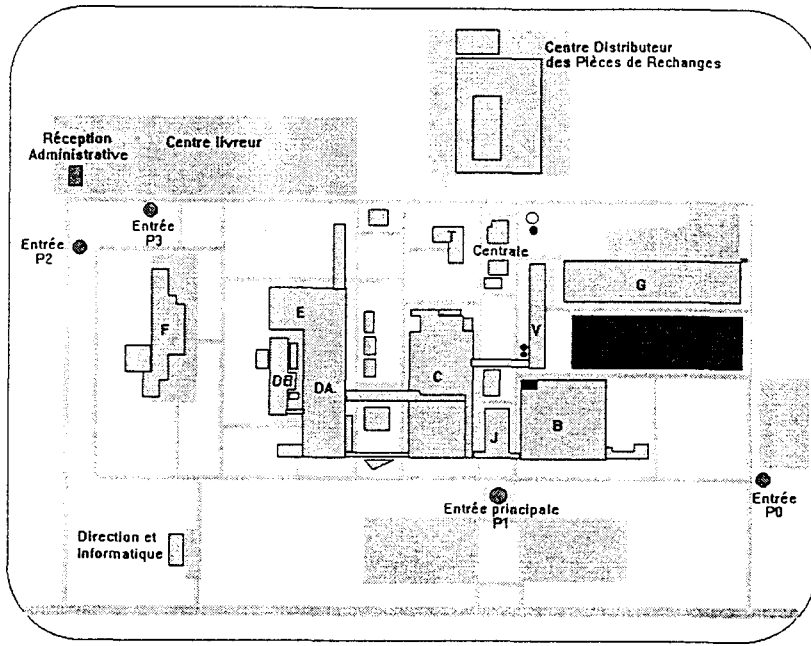 Centre Distributeur
des Pièces de Rechanges
Réception
Administrative
Centre livreur
Entrée
P3
Entrée
P2
T
Centrale
G
F
E
V
DB
DA
C
J
B
Entrée principale
P1
Entrée
P0
Direction et
Informatique